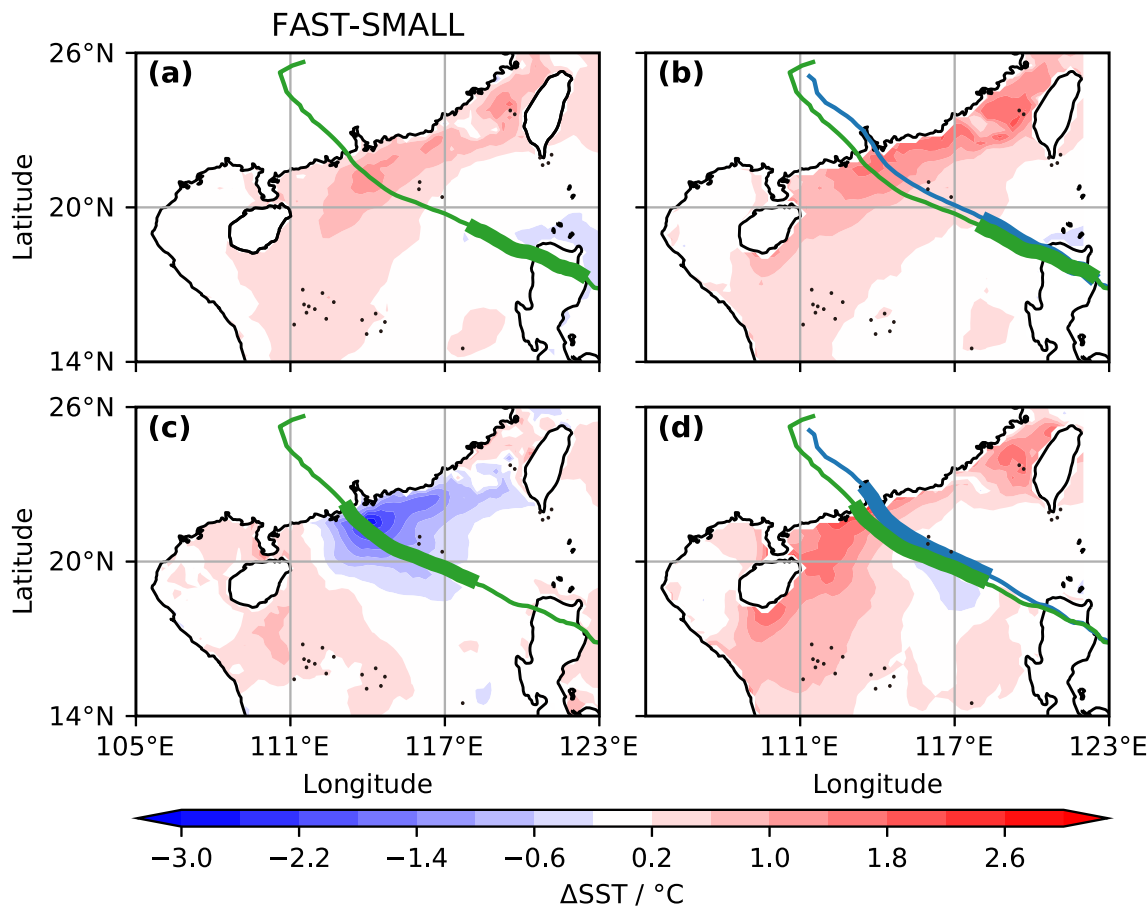 FAST-SMALL
26°N
(a)
(b)
Latitude
20°N
14°N
26°N
(c)
(d)
Latitude
20°N
14°N
105°E 111°E 117°E 123°E
111°E 117°E 123°E
Longitude
Longitude
−3.0 −2.2 −1.4 −0.6 0.2 1.0 1.8 2.6
ΔSST / °C